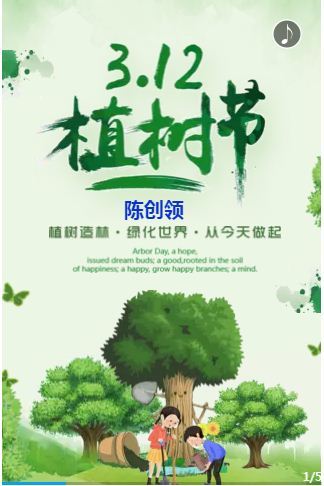 3.12
植树节
陈创领
植树造林·绿化世界·从今天做起
Arbor Day, a hope,
issued dream buds; a good,rooted in the soil
of happiness; a happy, grow happy branches; a mind.
1/5